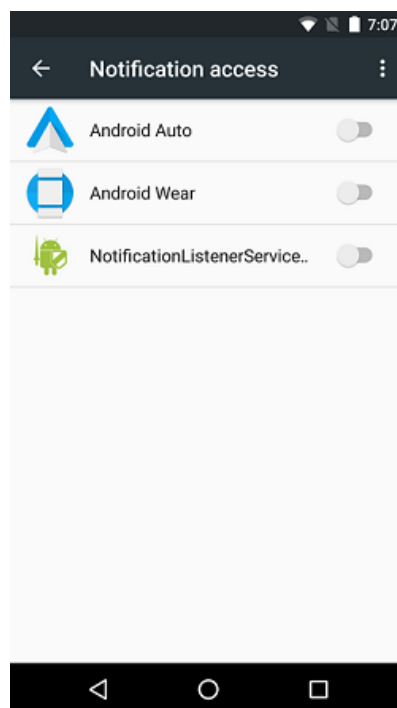 7:07
Notification access
Android Auto
Android Wear
NotificationListenerService..